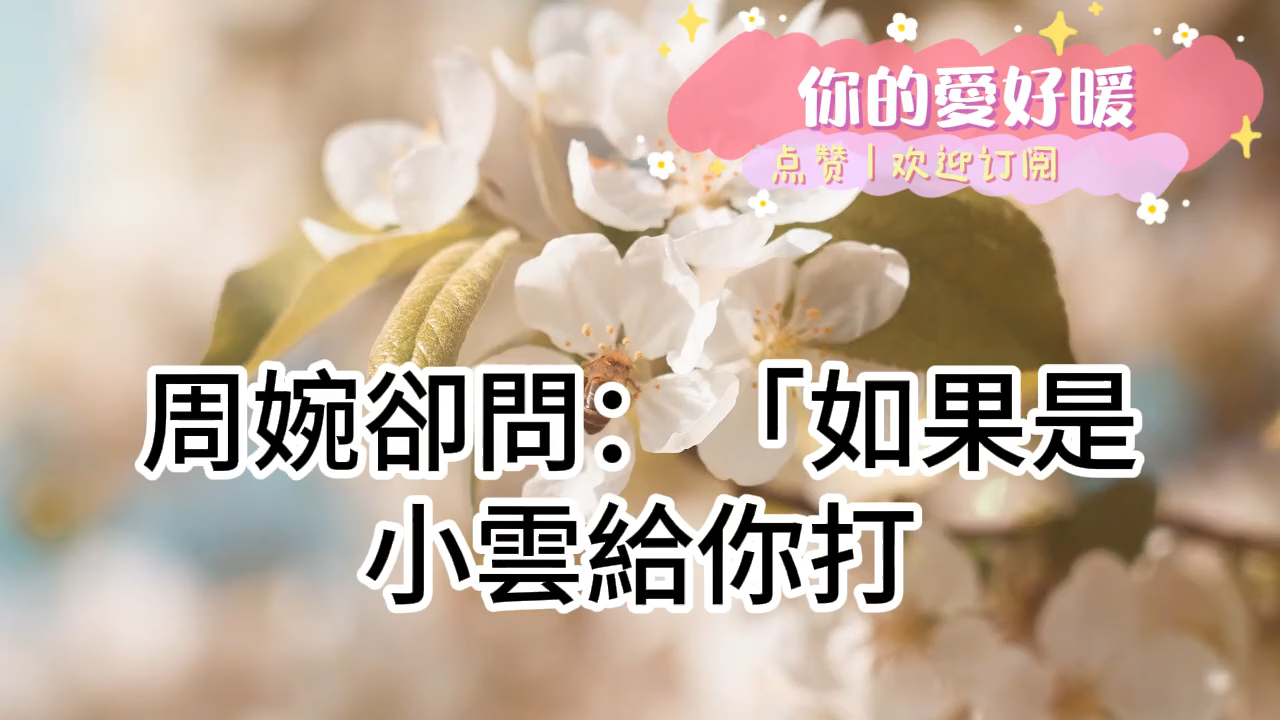 你的愛好暖
点赞 | 欢迎订阅
周婉卻問：「如果是
小雲給你打